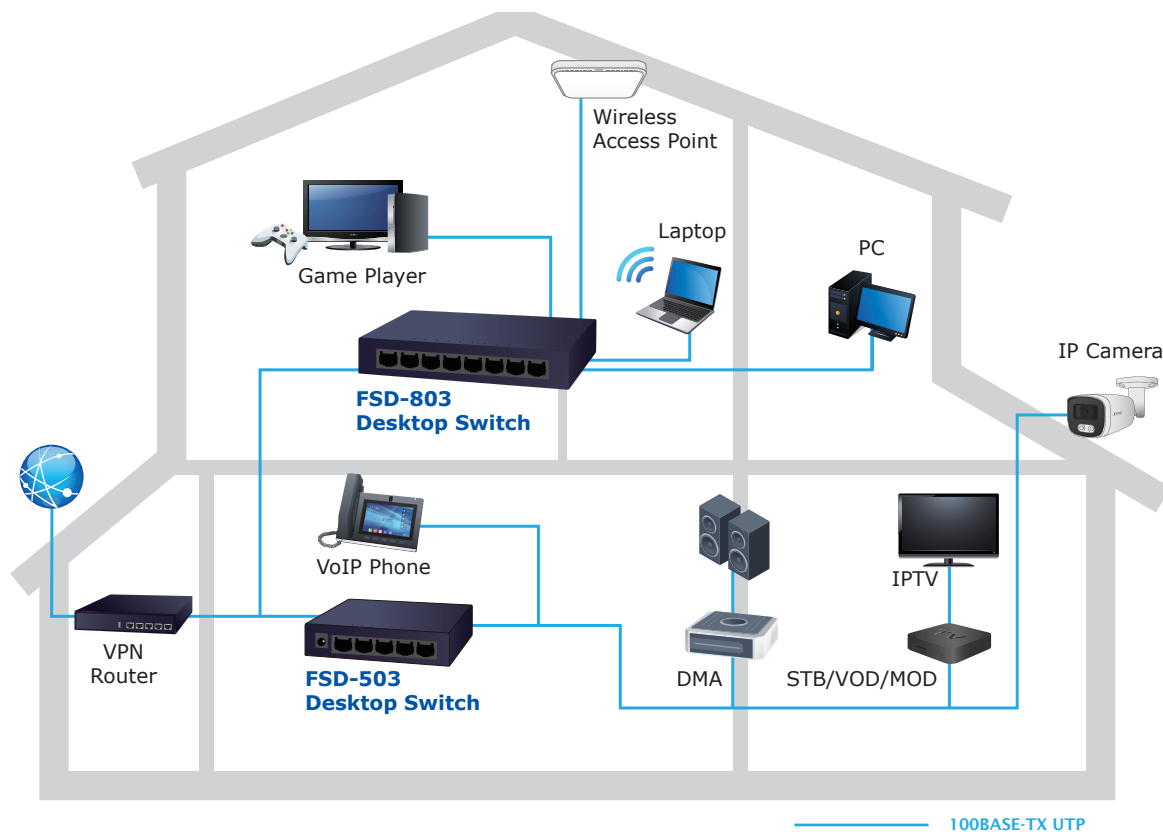 Wireless
Access Point
Game Player
Laptop
PC
IP Camera
FSD-803
Desktop Switch
VoIP Phone
IPTV
VPN
Router
FSD-503
Desktop Switch
DMA
STB/VOD/MOD
TV
100BASE-TX UTP